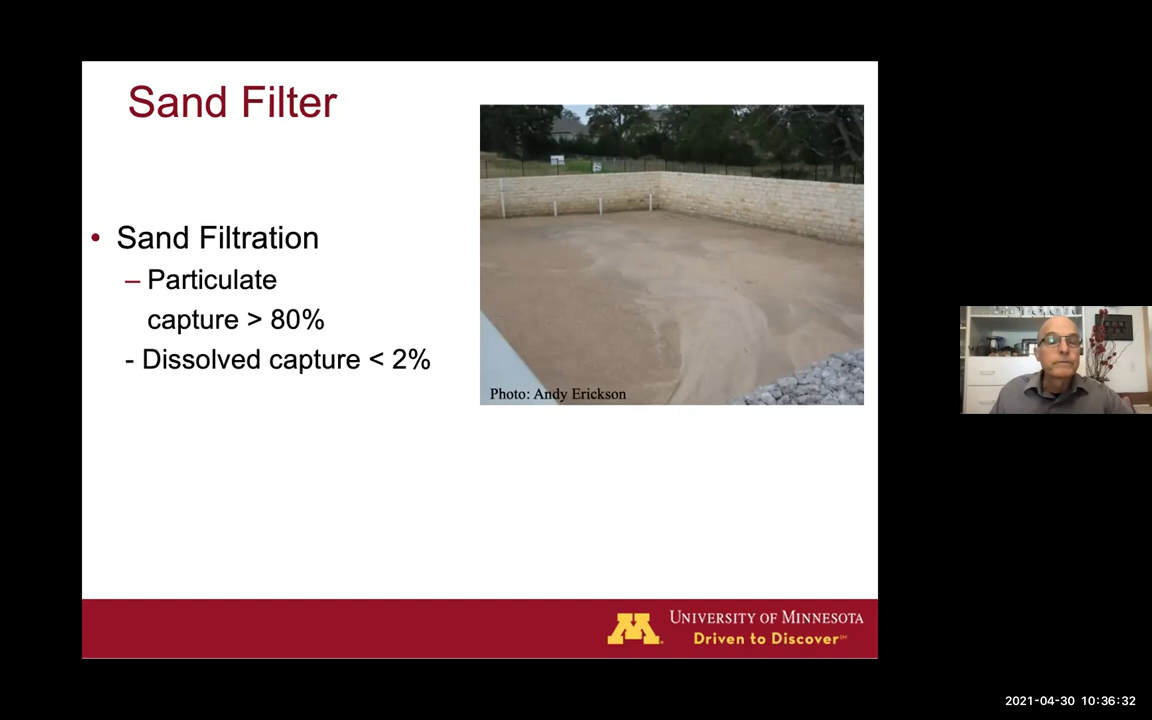 Sand Filter
• Sand Filtration
– Particulate
capture > 80%
- Dissolved capture < 2%
Photo: Andy Erickson
UNIVERSITY OF MINNESOTA
Driven to Discover℠
2021-04-30 10:36:32